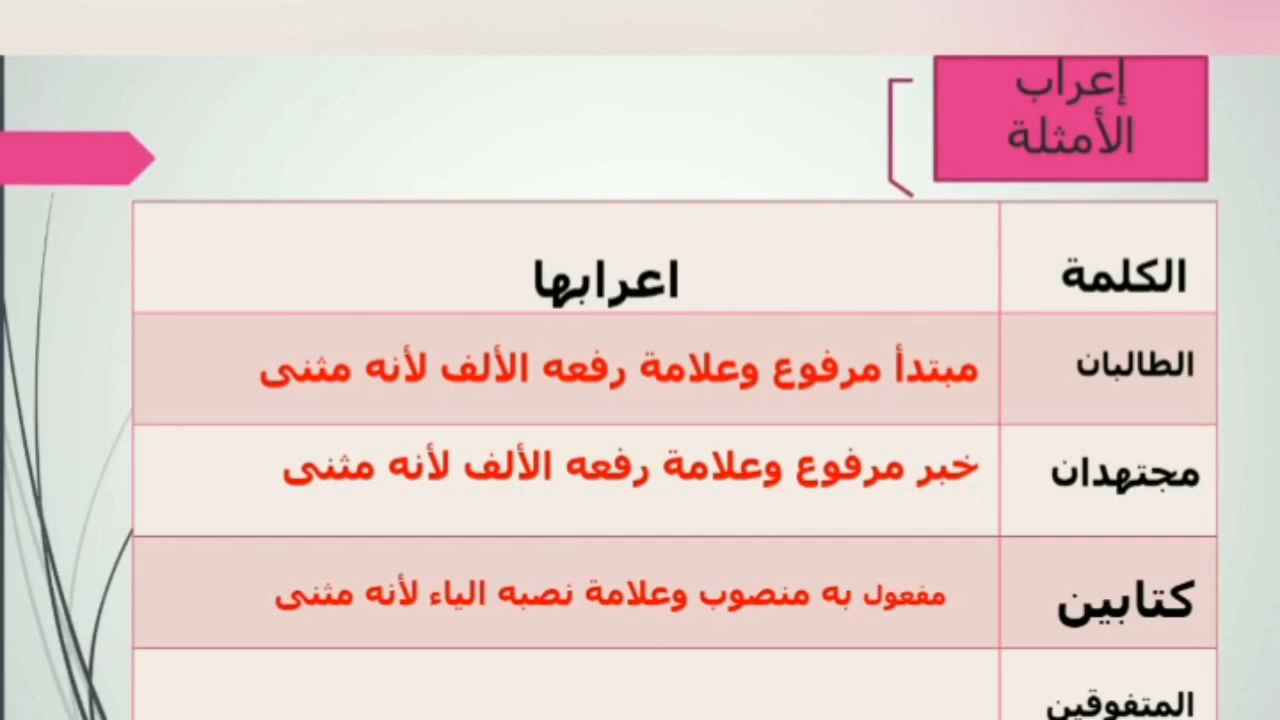 إعراب
الأمثلة
الكلمة
اعرابها
الطالبان
مبتدأ مرفوع وعلامة رفعه الألف لأنه مثنى
مجتهدان
خبر مرفوع وعلامة رفعه الألف لأنه مثنى
كتابين
مفعول به منصوب وعلامة نصبه الياء لأنه مثنى
المتفوقين